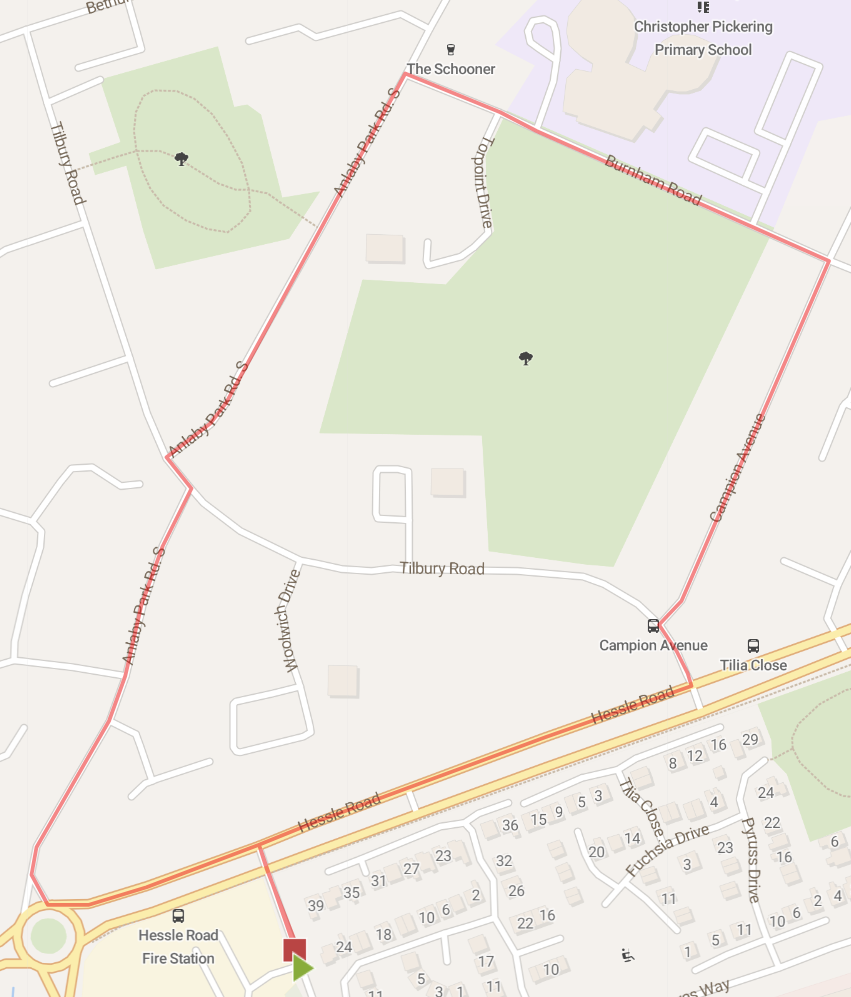 Christopher Pickering
Primary School
The Schooner
Tilbury Road
Anlaby Park Rd. S
Torpoint Drive
Burnham Road
Anlaby Park Rd. S
Campion Avenue
Anlaby Park Rd. S
Woolwich Drive
Tilbury Road
Campion Avenue
Tilia Close
Hessle Road
Hessle Road
8
12
16
29
Tilia Close
36
15
9
5
3
4
24
22
14
20
Fuchsia Drive
3
23
Pyruss Drive
16
6
39
35
31
27
23
32
26
2
6
10
18
24
22
16
11
1
5
11
10
6
2
4
17
10
5
3
1
11
11
Hessle Road
Fire Station
Way